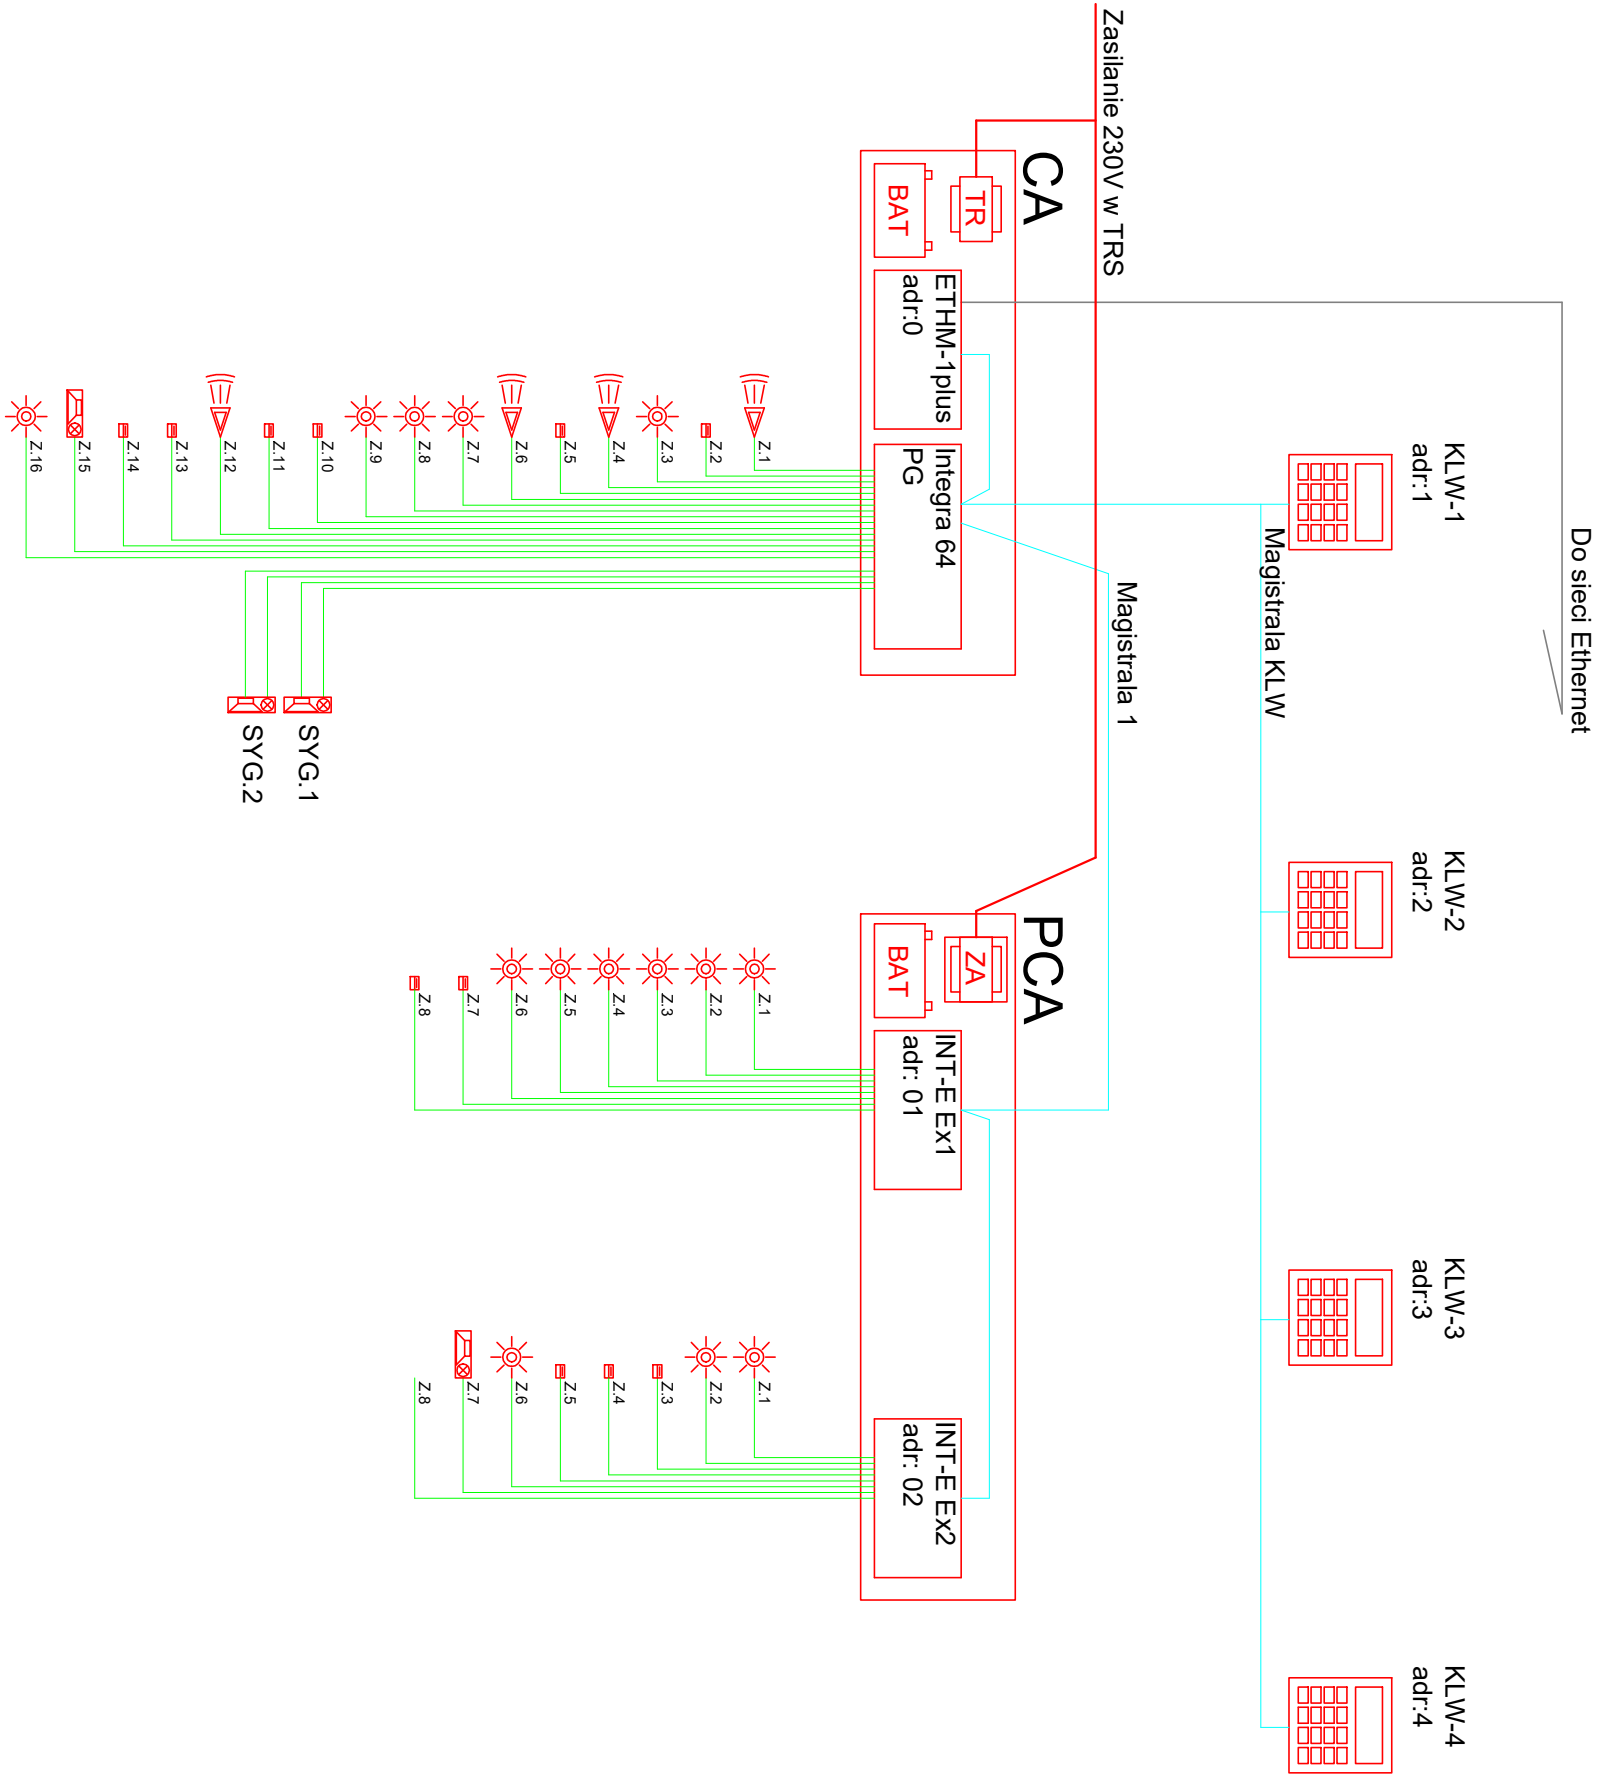 Do sieci Ethernet
KLW-1
adr:1
KLW-2
adr:2
KLW-3
adr:3
KLW-4
adr:4
Magistrala KLW
Magistrala 1
Zasilanie 230V w TRS
CA
TR
BAT
ETHM-1plus
adr:0
Integra 64
PG
PCA
ZA
BAT
INT-E Ex1
adr: 01
INT-E Ex2
adr: 02
Z.1
Z.2
Z.3
Z.4
Z.5
Z.6
Z.7
Z.8
Z.9
Z.10
Z.11
Z.12
Z.13
Z.14
Z.15
Z.16
SYG.1
SYG.2
Z.1
Z.2
Z.3
Z.4
Z.5
Z.6
Z.7
Z.8
Z.1
Z.2
Z.3
Z.4
Z.5
Z.6
Z.7
Z.8